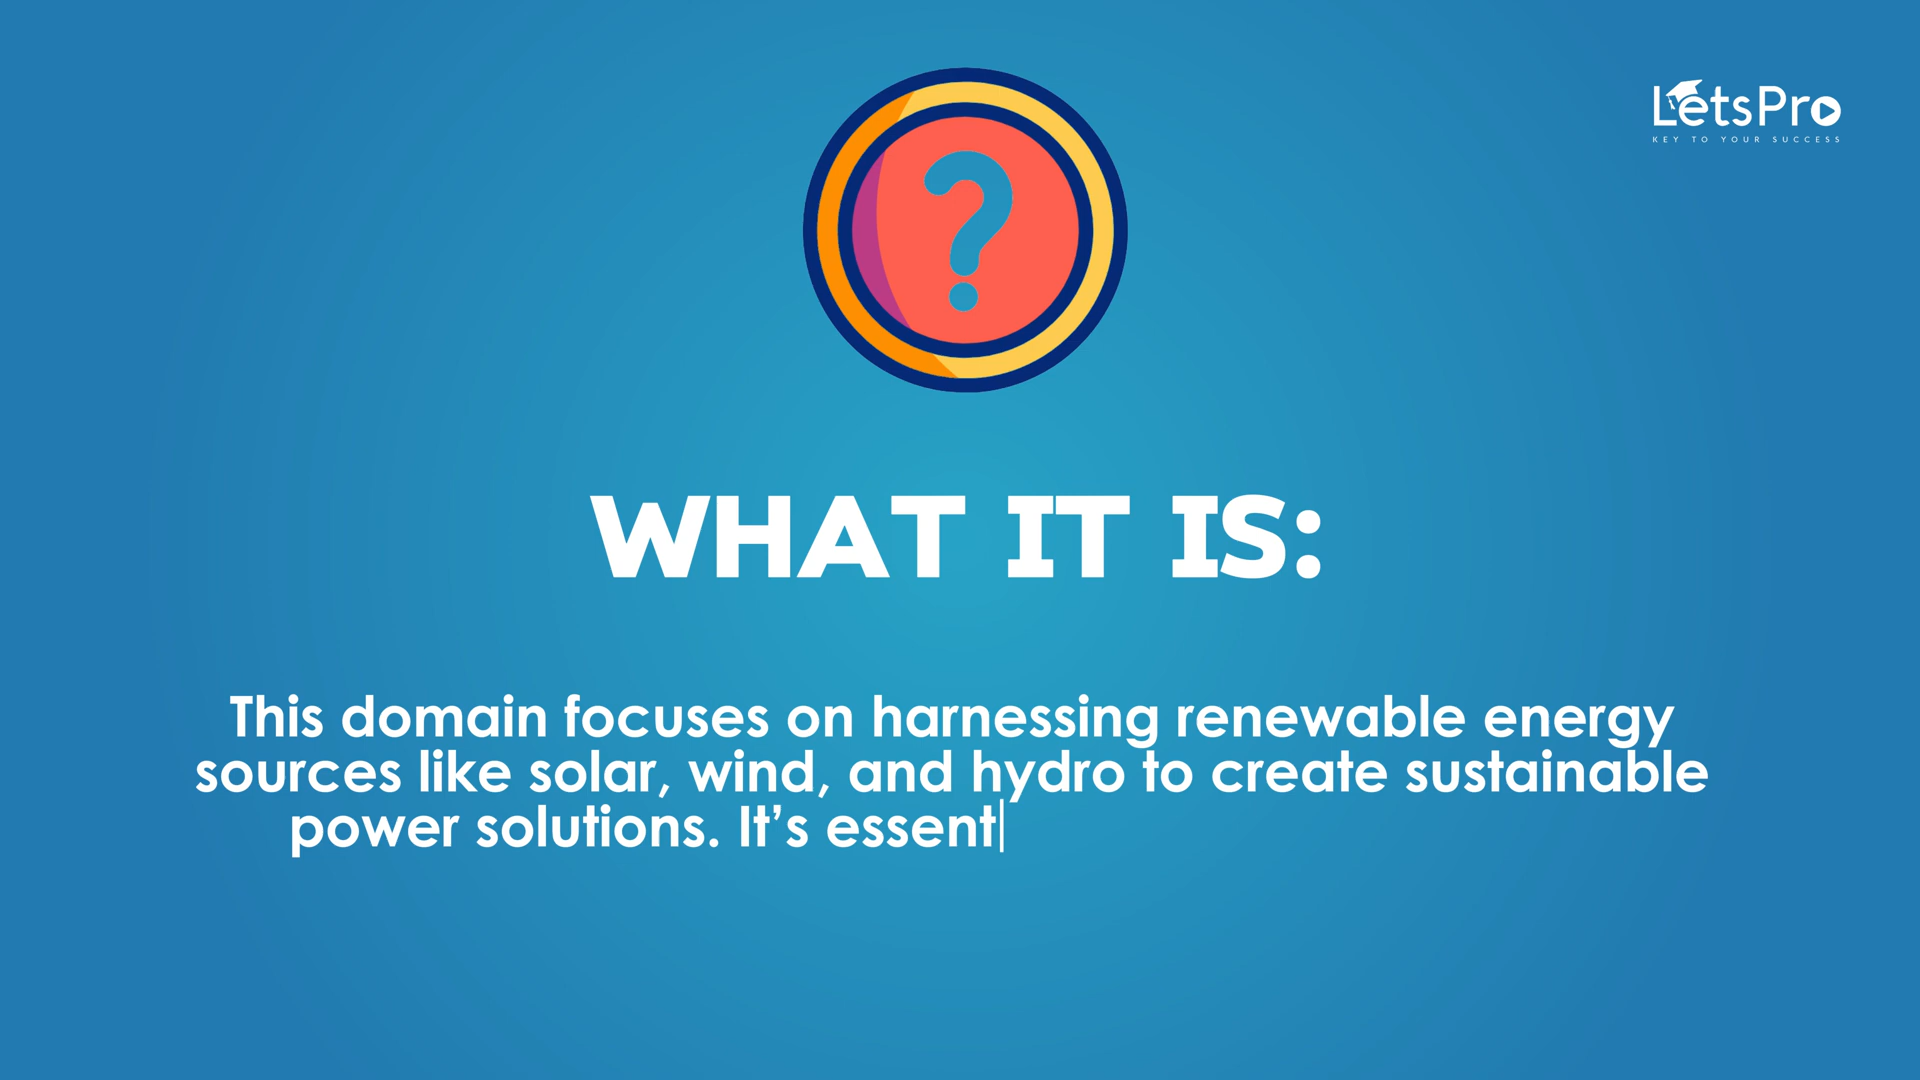 LetsPro
KEY TO YOUR SUCCESS
WHAT IT IS:
This domain focuses on harnessing renewable energy
sources like solar, wind, and hydro to create sustainable
power solutions. It’s essent